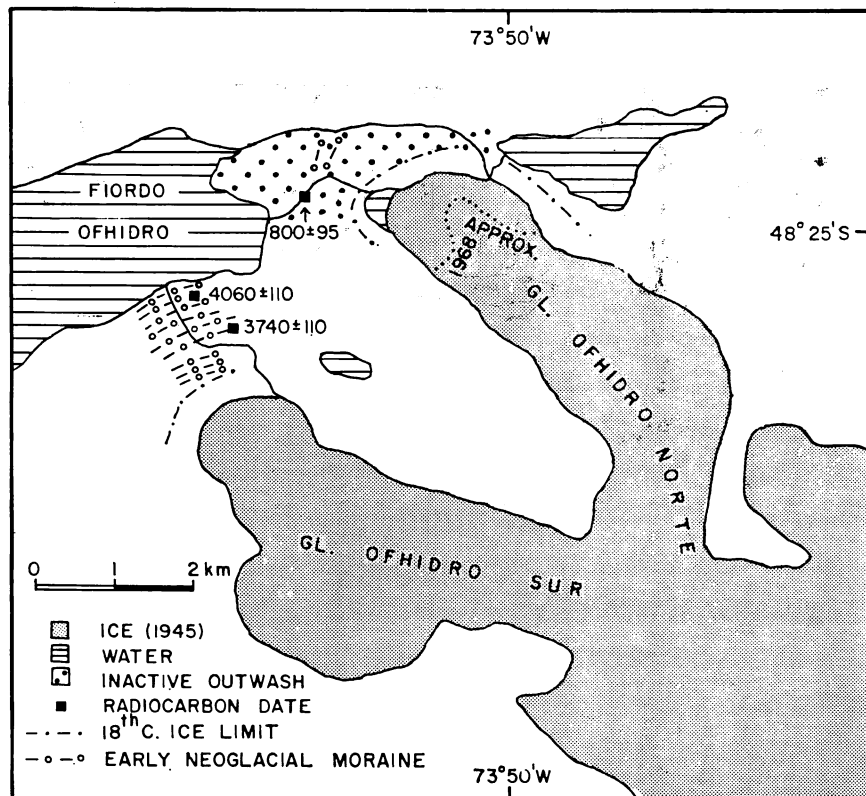 73°50'W
FIORDO
OFHIDRO
800±95
48°25'S
APPROX.
1968
4060±110
3740±110
GL. OFHIDRO NORTE
GL. OFHIDRO SUR
0 1 2 km
ICE (1945)
WATER
INACTIVE OUTWASH
RADIOCARBON DATE
18th C. ICE LIMIT
EARLY NEOGLACIAL MORAINE
73°50'W